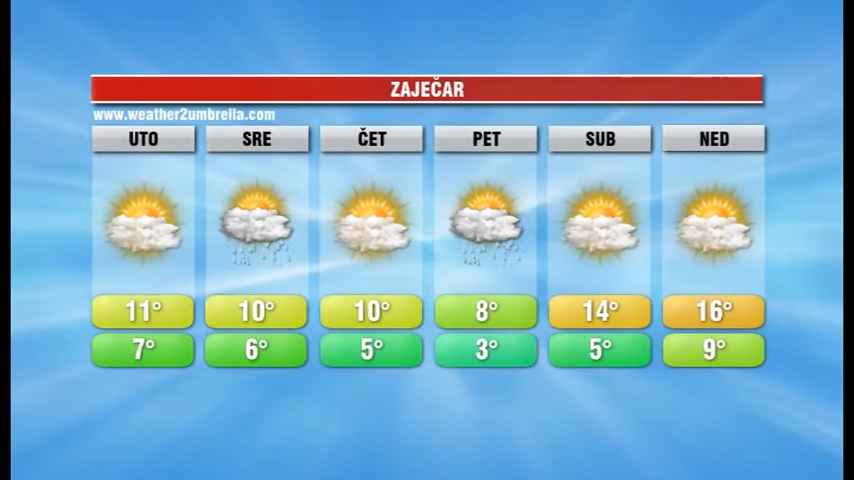 ZAJEČAR
www.weather2umbrella.com
UTO SRE ČET PET SUB NED
11° 10° 10° 8° 14° 16°
7° 6° 5° 3° 5° 9°